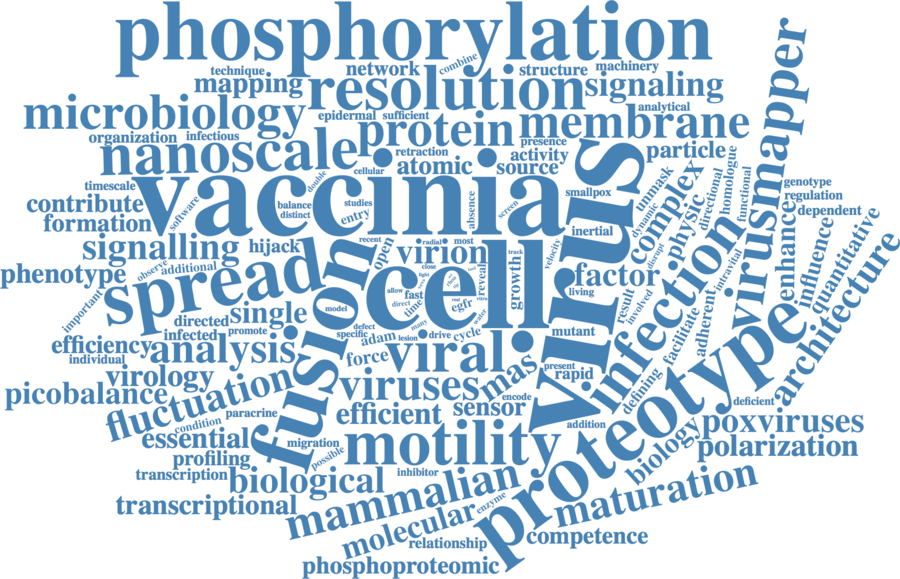 phosphorylation
technique
network
combine
structure
machinery
mapping
resolution
signaling
microbiology
epidermal
sufficient
analytical
organization
infectious
protein
membrane
virusmapper
nanoscale
retraction
presence
particle
atomic
activity
source
cellular
double
vaccinia
virus
timescale
contribute
formation
software
balance
distinct
studies
entry
absence
screen
smallpox
inertial
unmask
complex
dynamic
disrupt
physic
directional
homologue
functional
intravital
genotype
regulation
dependent
signalling
hijack
recent
open
radial
most
virion
track
velocity
enhance
influence
quantitative
phenotype
observe
additional
spread
fusion
cell
close
light
reveal
growth
factor
living
result
involved
infection
architecture
important
single
model
allow
direct
fast
time
real
egfr
vitro
directed
infected
promote
specific
defect
adam
lesion
many
drive
cycle
mutant
facilitate
adherent
efficiency
individual
analysis
force
viral
present
rapid
proteotype
virology
picobalance
fluctuation
viruses
mas
encode
defining
deficient
condition
paracrine
efficient
sensor
addition
biology
poxviruses
essential
migration
possible
motility
polarization
profiling
transcription
biological
inhibitor
transcriptional
mammalian
enzyme
maturation
molecular
relationship
competence
phosphoproteomic